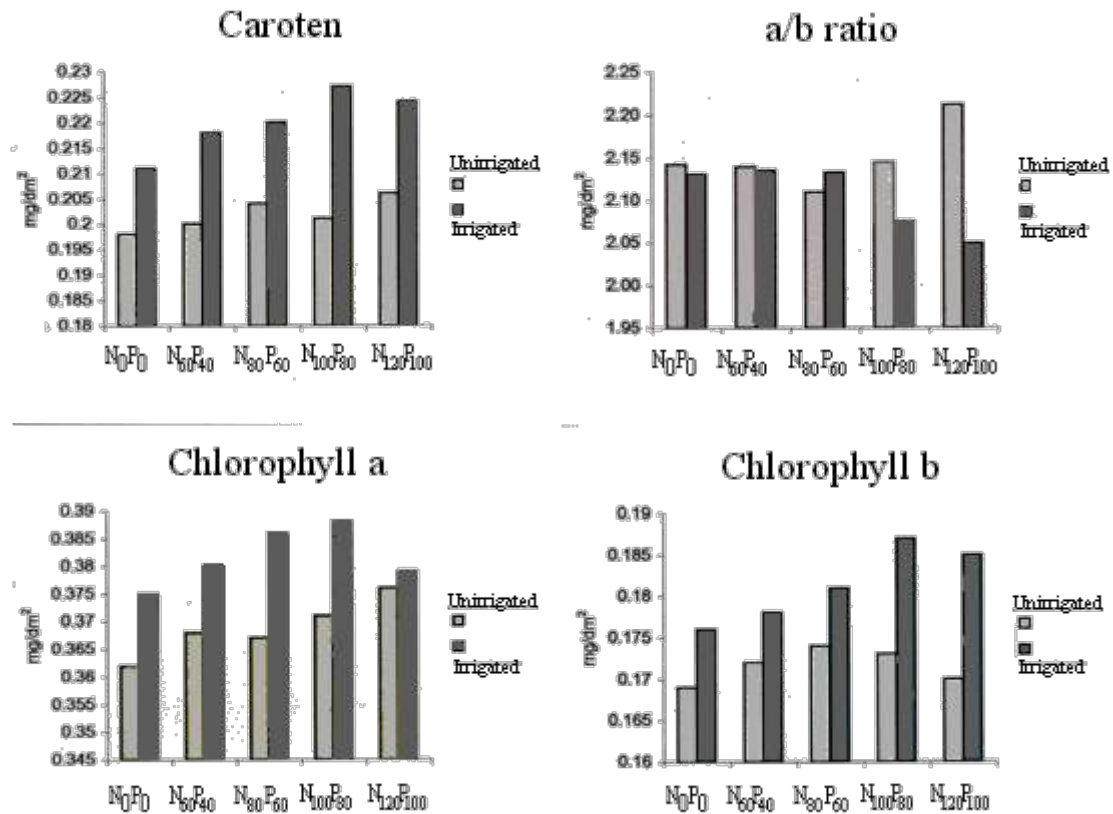 Caroten
0.23
0.225
0.22
0.215
0.21
0.205
0.2
0.195
0.19
0.185
0.18
mg/dm²
N₀P₀ N₆₀P₄₀ N₈₀P₆₀ N₁₀₀P₈₀ N₁₂₀P₁₀₀
Unirrigated
Irrigated
a/b ratio
2.25
2.20
2.15
2.10
2.05
2.00
1.95
mg/dm²
N₀P₀ N₆₀P₄₀ N₈₀P₆₀ N₁₀₀P₈₀ N₁₂₀P₁₀₀
Unirrigated
Irrigated
Chlorophyll a
0.39
0.385
0.38
0.375
0.37
0.365
0.36
0.355
0.35
0.345
mg/dm²
N₀P₀ N₆₀P₄₀ N₈₀P₆₀ N₁₀₀P₈₀ N₁₂₀P₁₀₀
Unirrigated
Irrigated
Chlorophyll b
0.19
0.185
0.18
0.175
0.17
0.165
0.16
mg/dm²
N₀P₀ N₆₀P₄₀ N₈₀P₆₀ N₁₀₀P₈₀ N₁₂₀P₁₀₀
Unirrigated
Irrigated